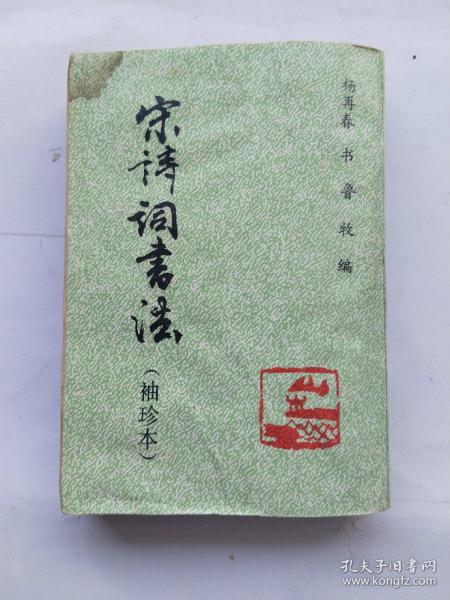 杨再春 书 鲁牧 编
宋诗词书法
(袖珍本)
孔夫子旧书网
www.kongfz.com